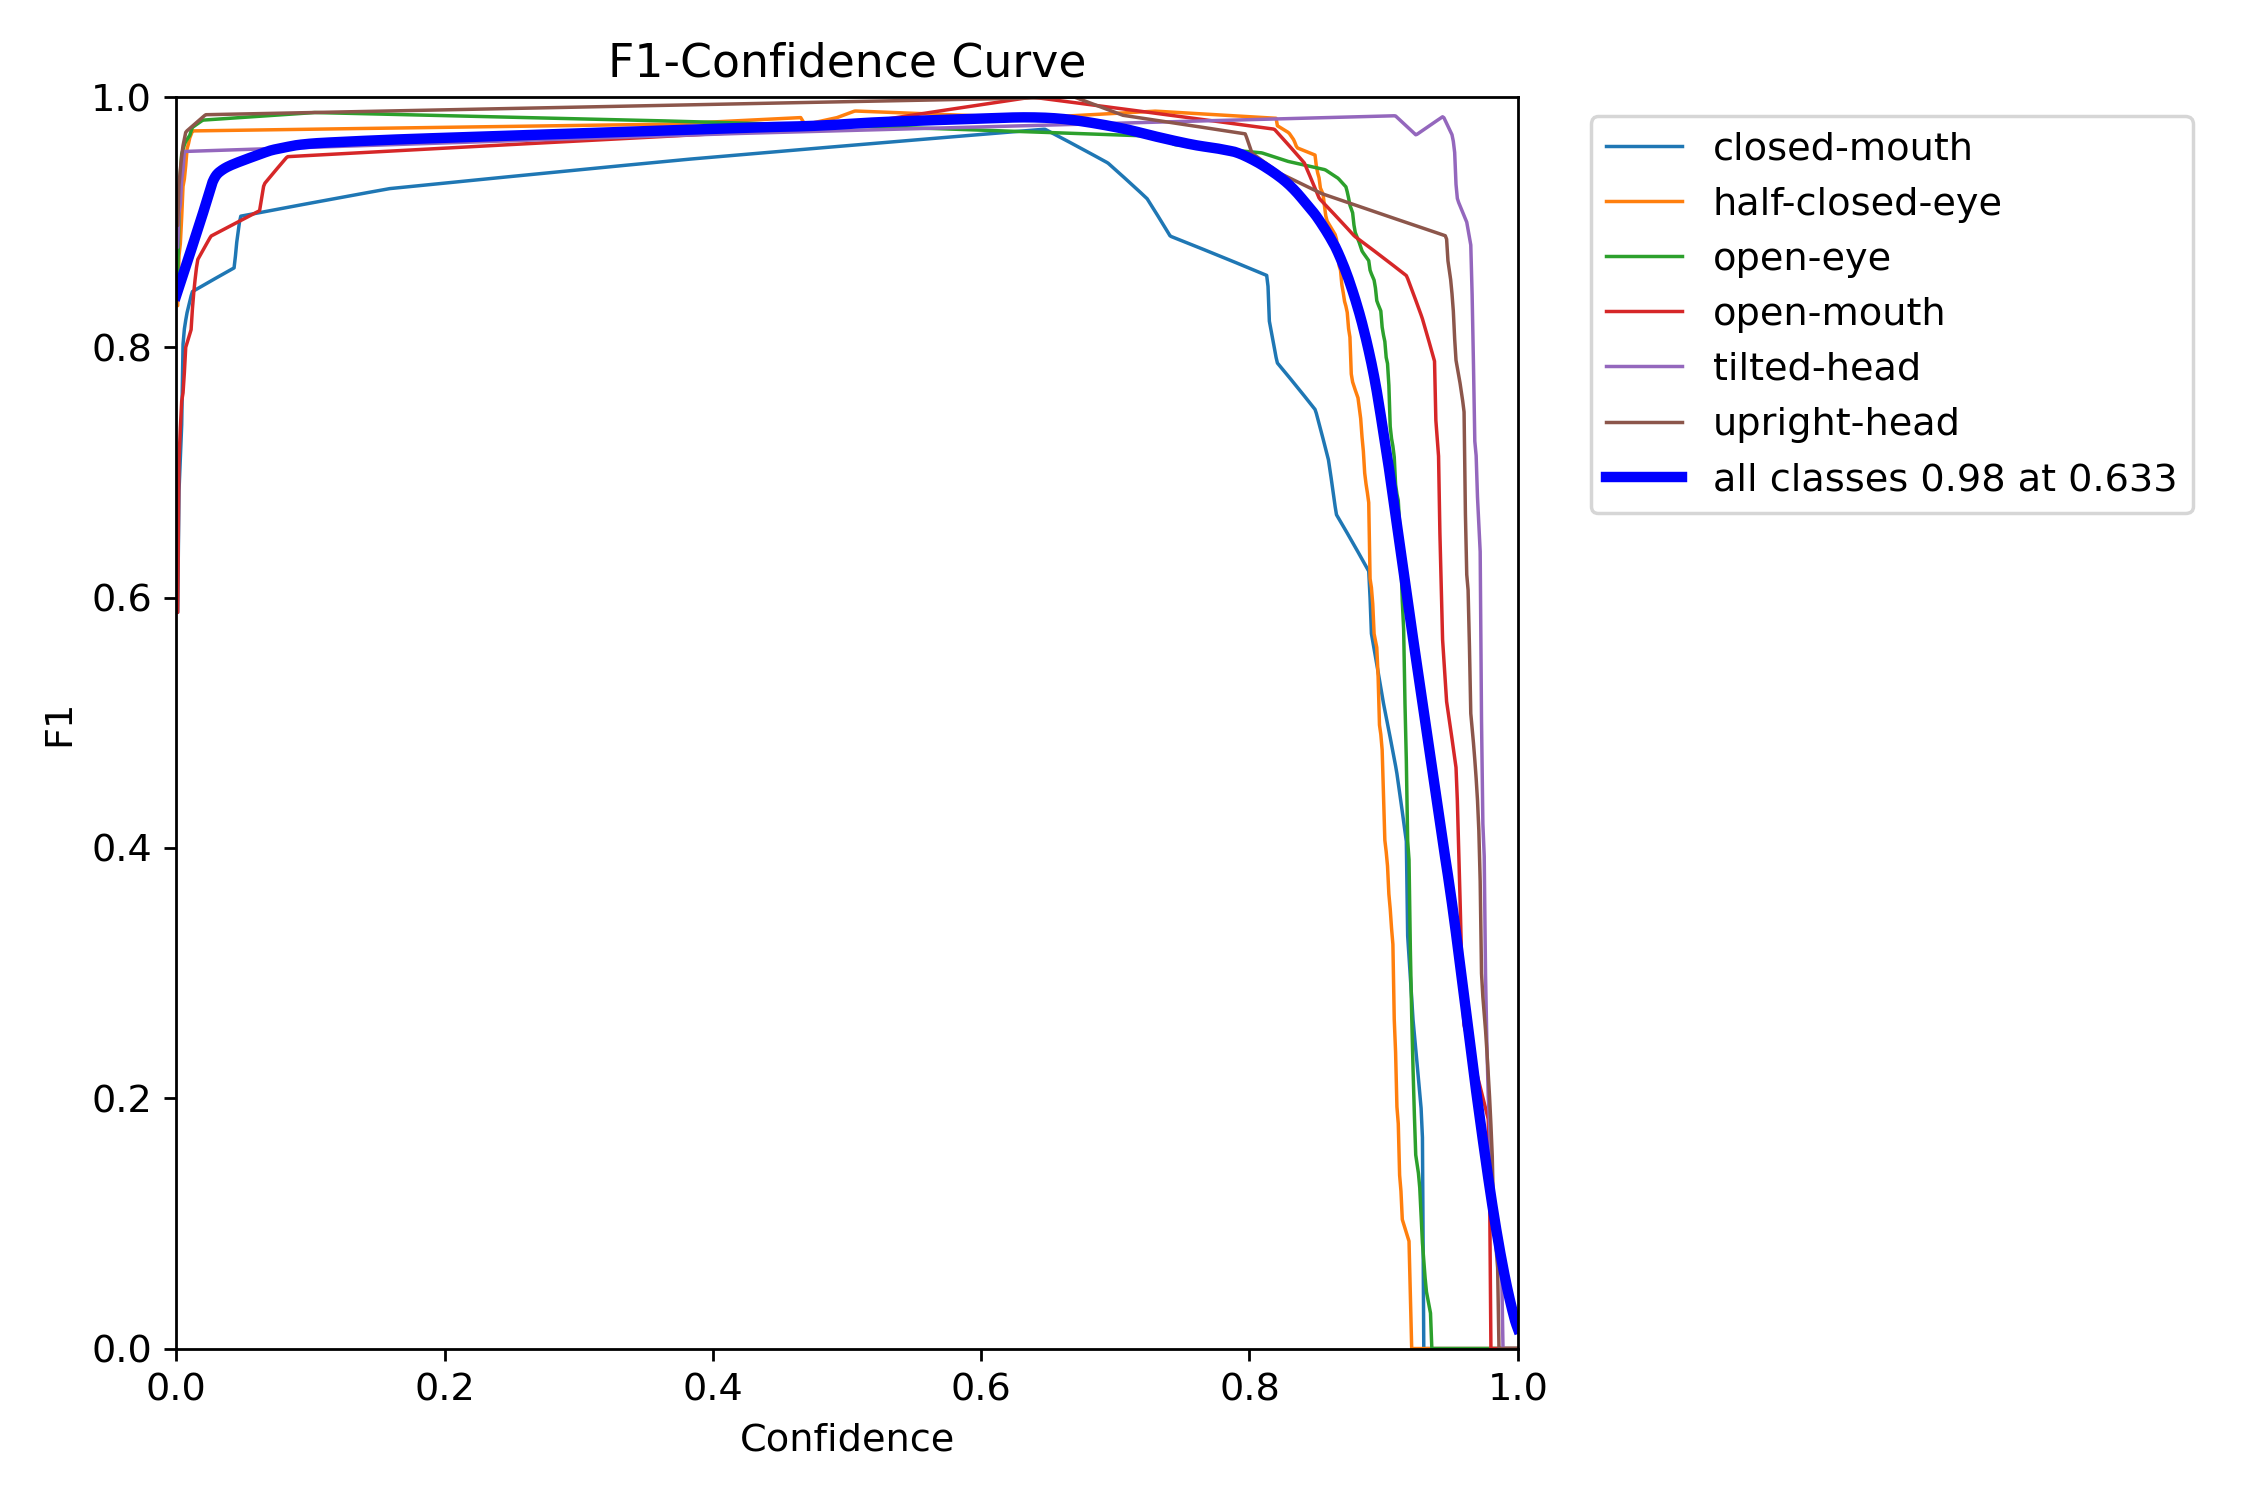 F1-Confidence Curve
1.0
0.8
0.6
0.4
0.2
0.0
F1
0.0 0.2 0.4 0.6 0.8 1.0
Confidence
closed-mouth
half-closed-eye
open-eye
open-mouth
tilted-head
upright-head
all classes 0.98 at 0.633